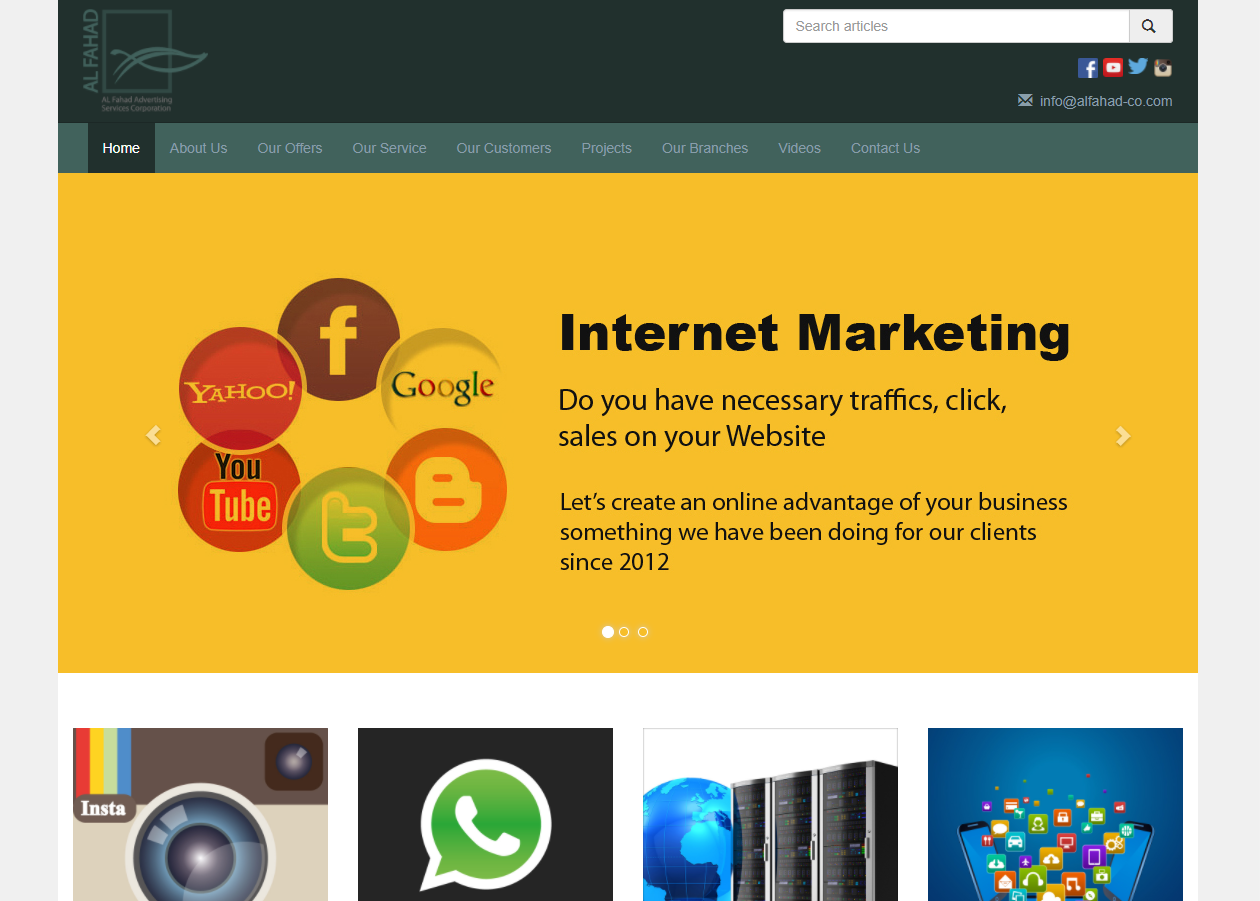 AL FAHAD
AL Fahad Advertising
Services Corporation
Search articles
info@alfahad-co.com
Home
About Us
Our Offers
Our Service
Our Customers
Projects
Our Branches
Videos
Contact Us
f
YAHOO!
Google
You
Tube
t
B
Internet Marketing
Do you have necessary traffics, click,
sales on your Website
Let's create an online advantage of your business
something we have been doing for our clients
since 2012
Insta